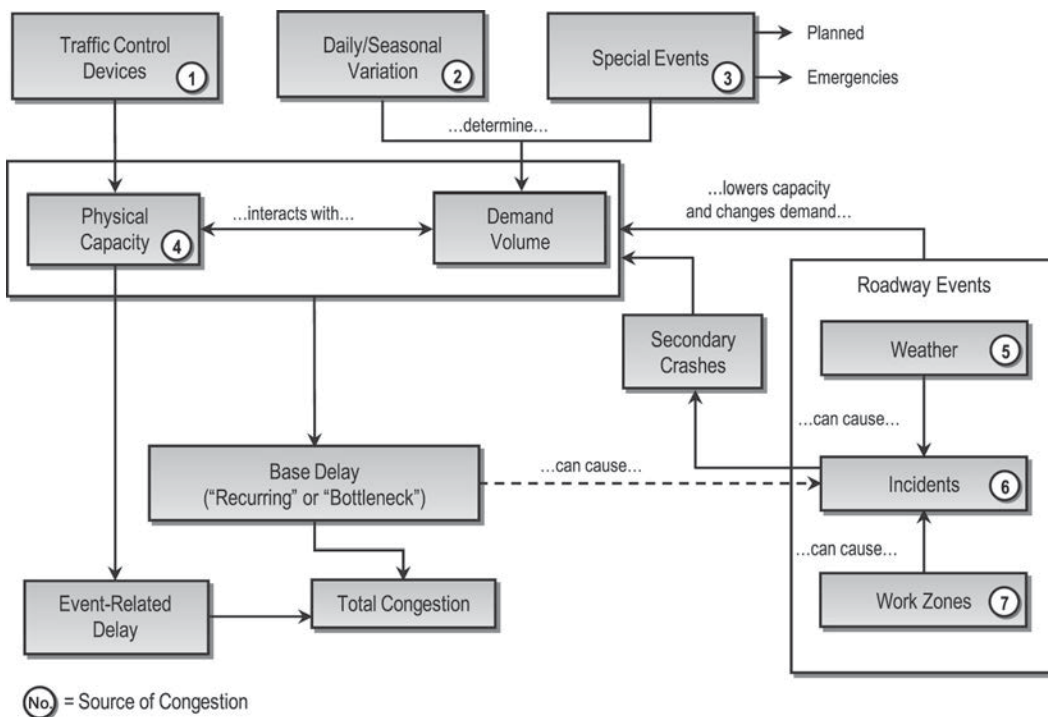 Traffic Control
Devices
1
Daily/Seasonal
Variation
2
Special Events
3
Planned
Emergencies
...determine...
Physical
Capacity
4
...interacts with...
Demand
Volume
...lowers capacity
and changes demand...
Roadway Events
Secondary
Crashes
Weather
5
...can cause...
Base Delay
("Recurring" or "Bottleneck")
...can cause...
Incidents
6
...can cause...
Event-Related
Delay
Total Congestion
Work Zones
7
No. = Source of Congestion